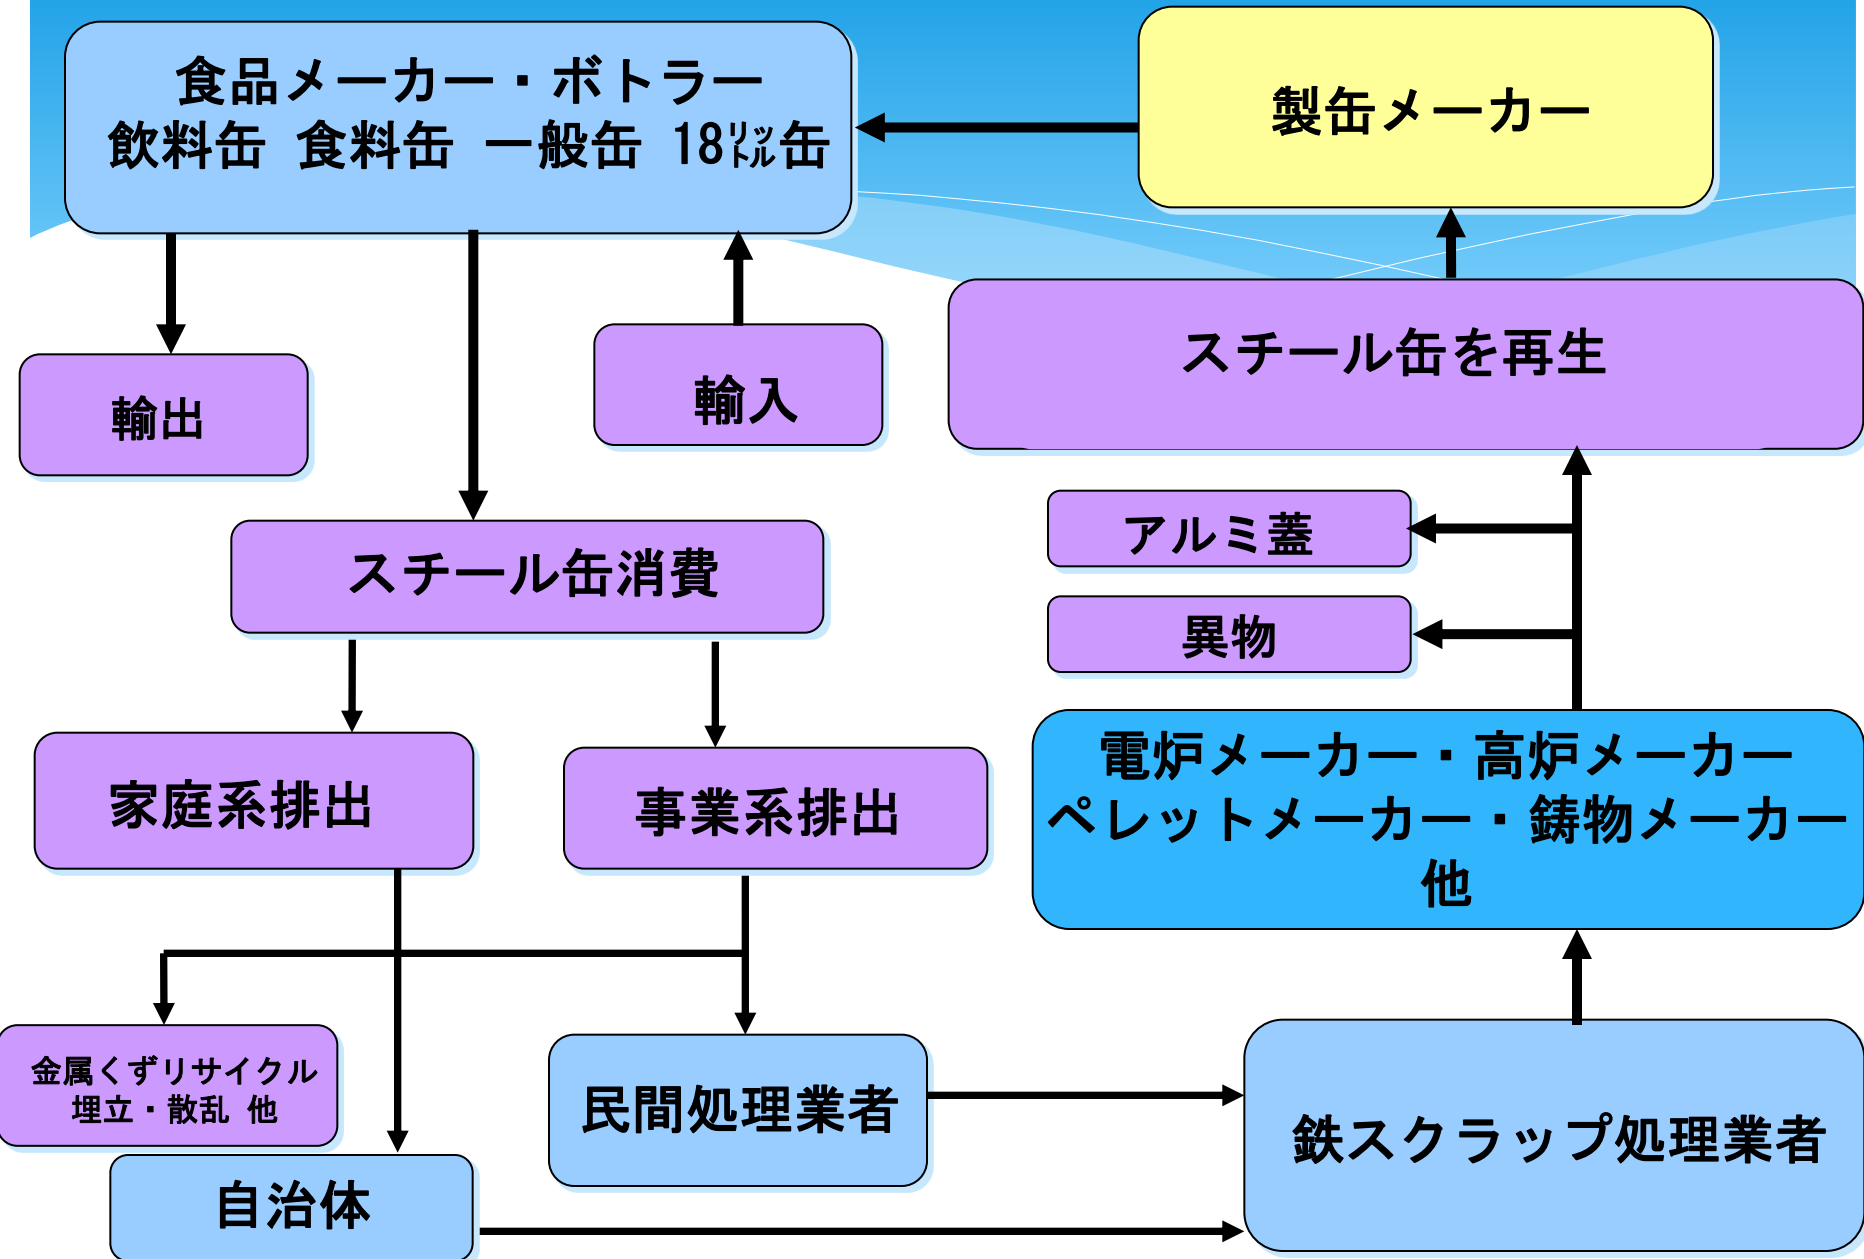 食品メーカー・ボトラー
飲料缶 食料缶 一般缶 18㍑缶
製缶メーカー
輸出
輸入
スチール缶を再生
アルミ蓋
スチール缶消費
異物
家庭系排出
事業系排出
電炉メーカー・高炉メーカー
ペレットメーカー・鋳物メーカー
他
金属くずリサイクル
埋立・散乱 他
民間処理業者
鉄スクラップ処理業者
自治体